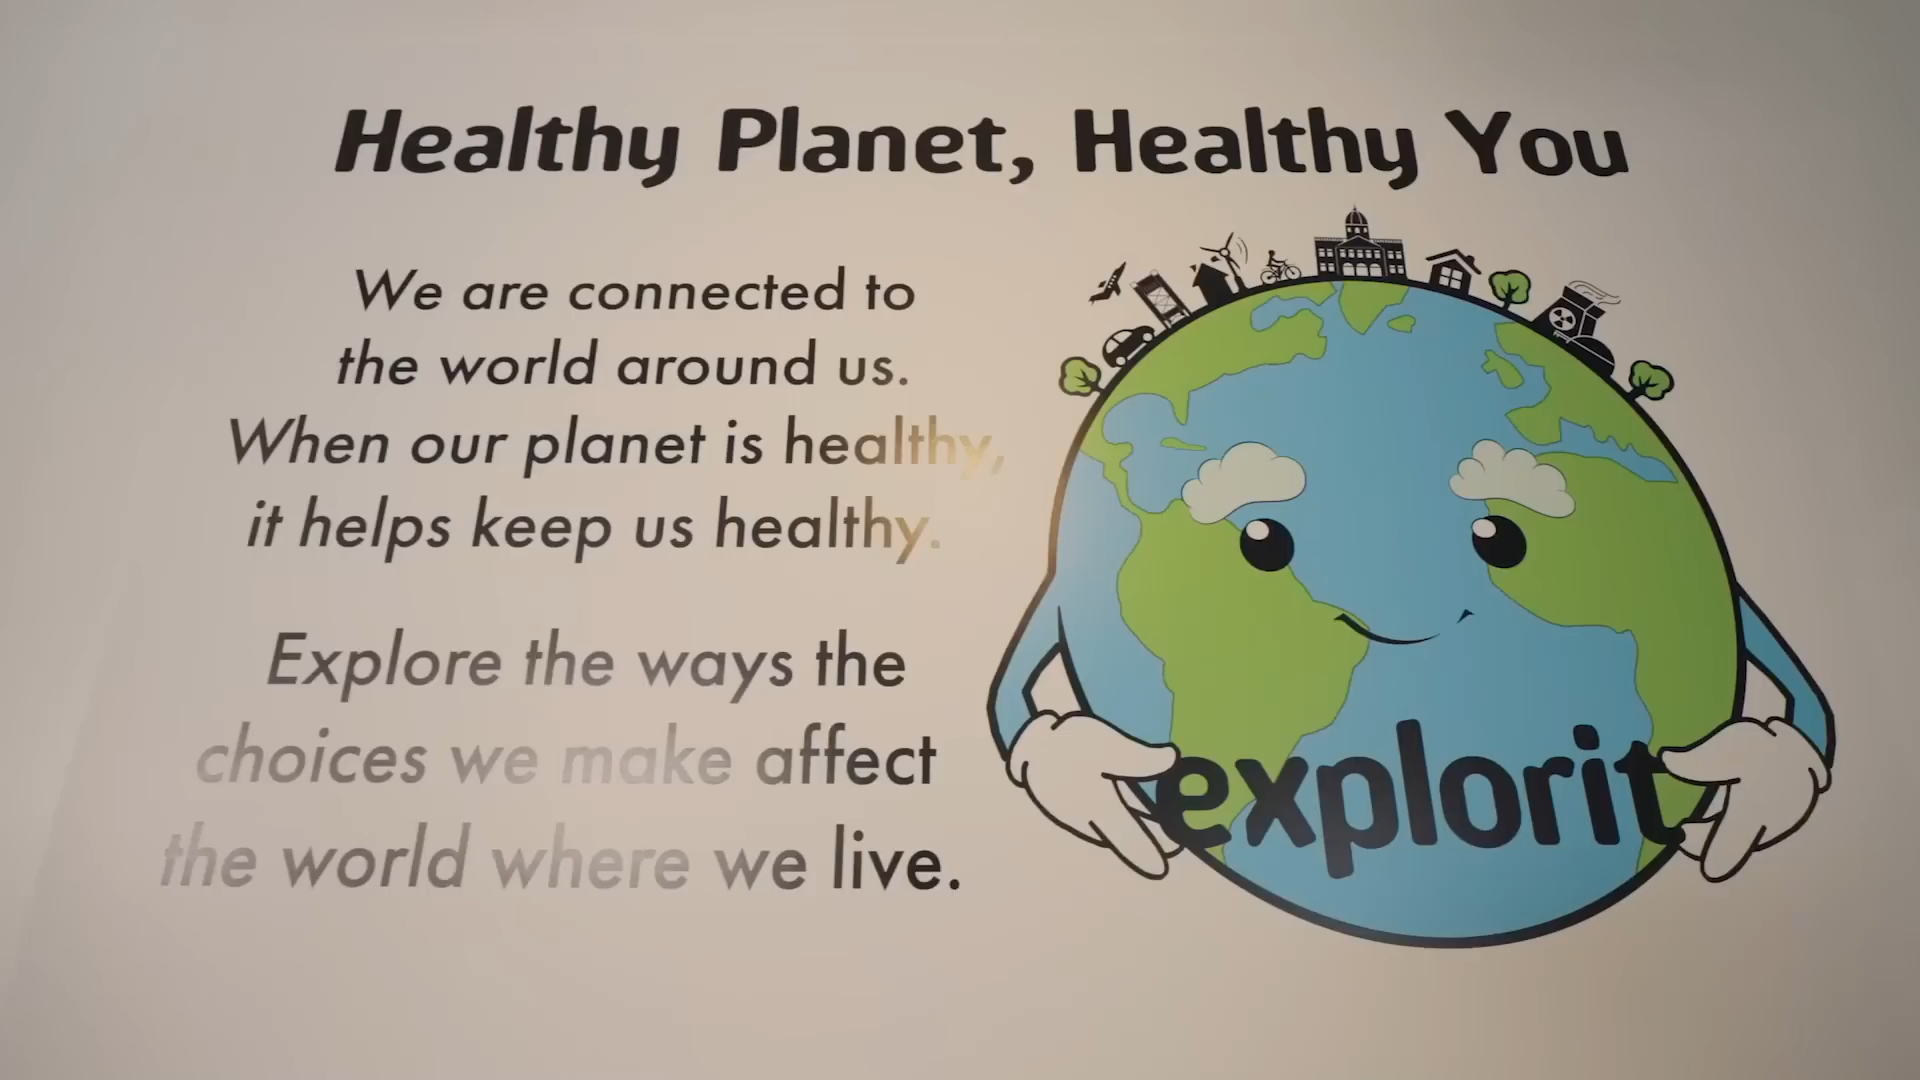 Healthy Planet, Healthy You
We are connected to
the world around us.
When our planet is healthy,
it helps keep us healthy.
Explore the ways the
choices we make affect
the world where we live.
explorit